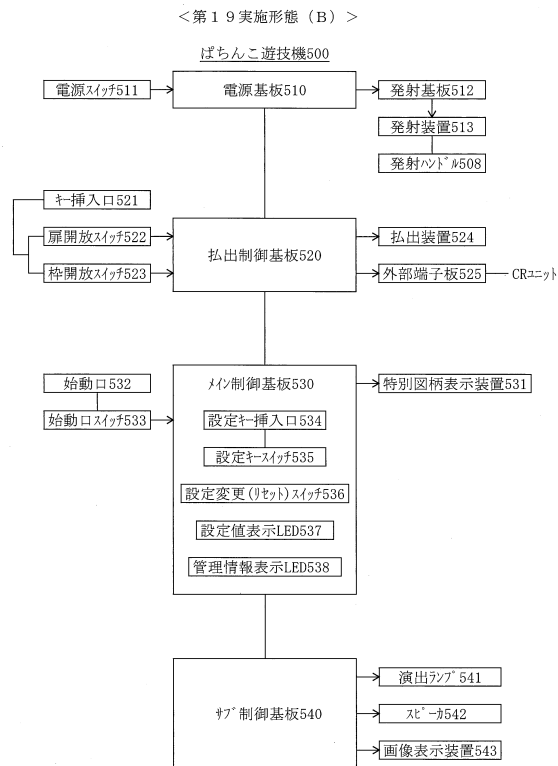 ＜第１９実施形態（B）＞
ぱちんこ遊技機500
電源スイッチ511
電源基板510
発射基板512
発射装置513
発射ハンドル508
キー挿入口521
扉開放スイッチ522
枠開放スイッチ523
払出制御基板520
払出装置524
外部端子板525
CRユニット
始動口532
始動口スイッチ533
メイン制御基板530
特別図柄表示装置531
設定キー挿入口534
設定キースイッチ535
設定変更(リセット)スイッチ536
設定値表示LED537
管理情報表示LED538
サブ制御基板540
演出ランプ541
スピーカ542
画像表示装置543